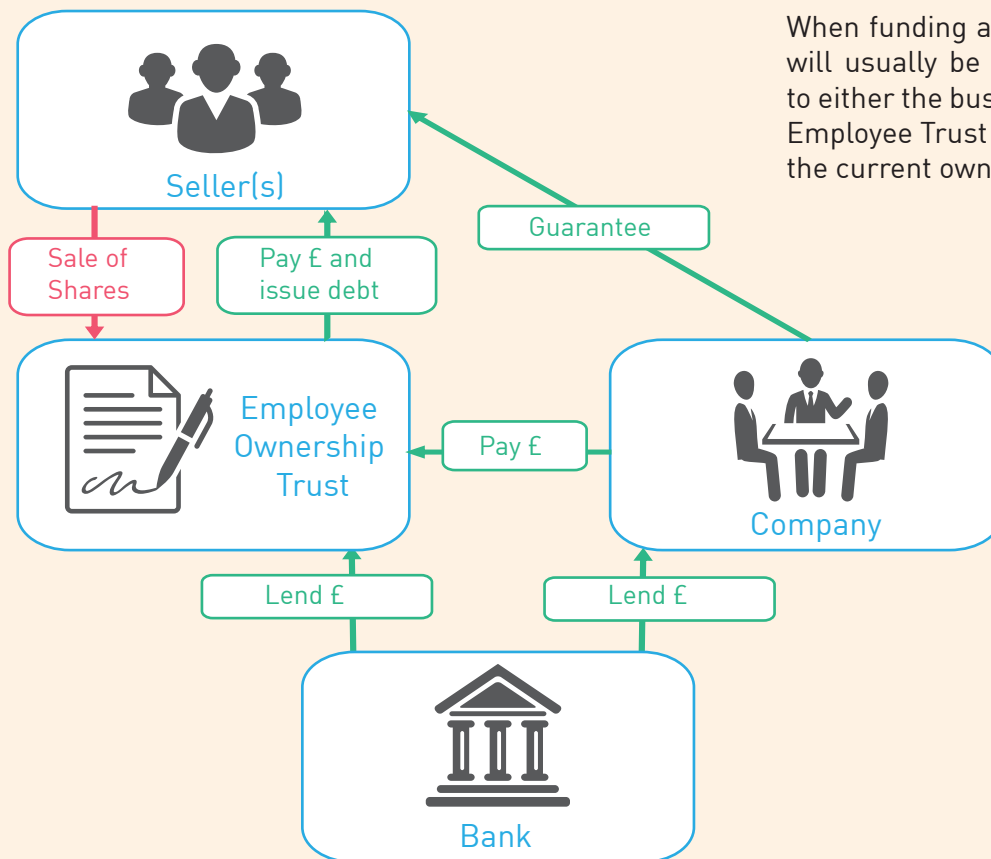 When funding a
will usually be
to either the bus
Employee Trust
the current own
Seller(s)
Guarantee
Sale of
Shares
Pay £ and
issue debt
Employee
Ownership
Trust
Pay £
Company
Lend £
Lend £
Bank